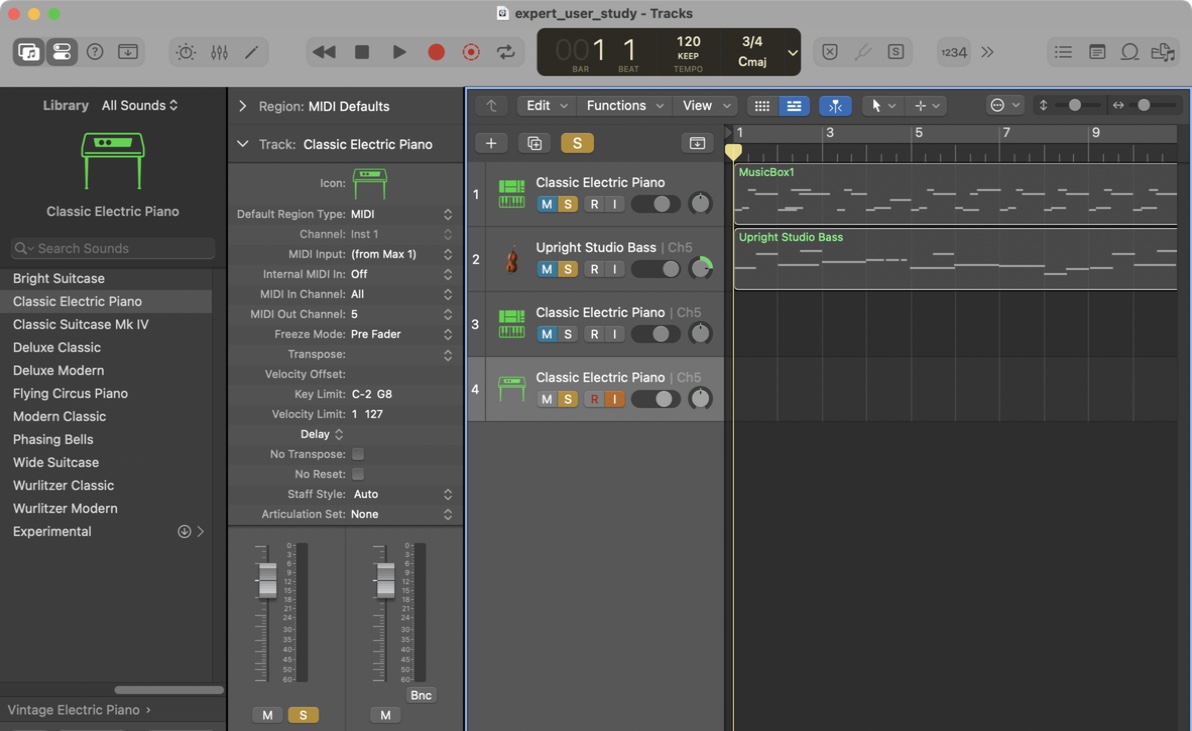 expert_user_study - Tracks
001 1
BAR BEAT
120
KEEP
TEMPO
3/4
Cmaj
S
1234
Library All Sounds
Classic Electric Piano
Search Sounds
Bright Suitcase
Classic Electric Piano
Classic Suitcase Mk IV
Deluxe Classic
Deluxe Modern
Flying Circus Piano
Modern Classic
Phasing Bells
Wide Suitcase
Wurlitzer Classic
Wurlitzer Modern
Experimental
Vintage Electric Piano
Region: MIDI Defaults
Track: Classic Electric Piano
Icon:
Default Region Type: MIDI
Channel: Inst 1
MIDI Input: (from Max 1)
Internal MIDI In: Off
MIDI In Channel: All
MIDI Out Channel: 5
Freeze Mode: Pre Fader
Transpose:
Velocity Offset:
Key Limit: C-2 G8
Velocity Limit: 1 127
Delay
No Transpose:
No Reset:
Staff Style: Auto
Articulation Set: None
0 0
3 3
6 6
9 9
12 12
15 15
18 18
21 21
24 24
30 30
35 35
40 40
45 45
50 50
60 60
Bnc
M S M
Edit Functions View
S
1 3 5 7 9
1 Classic Electric Piano
M S R I
MusicBox1
2 Upright Studio Bass | Ch5
M S R I
Upright Studio Bass
3 Classic Electric Piano | Ch5
M S R I
4 Classic Electric Piano | Ch5
M S R I